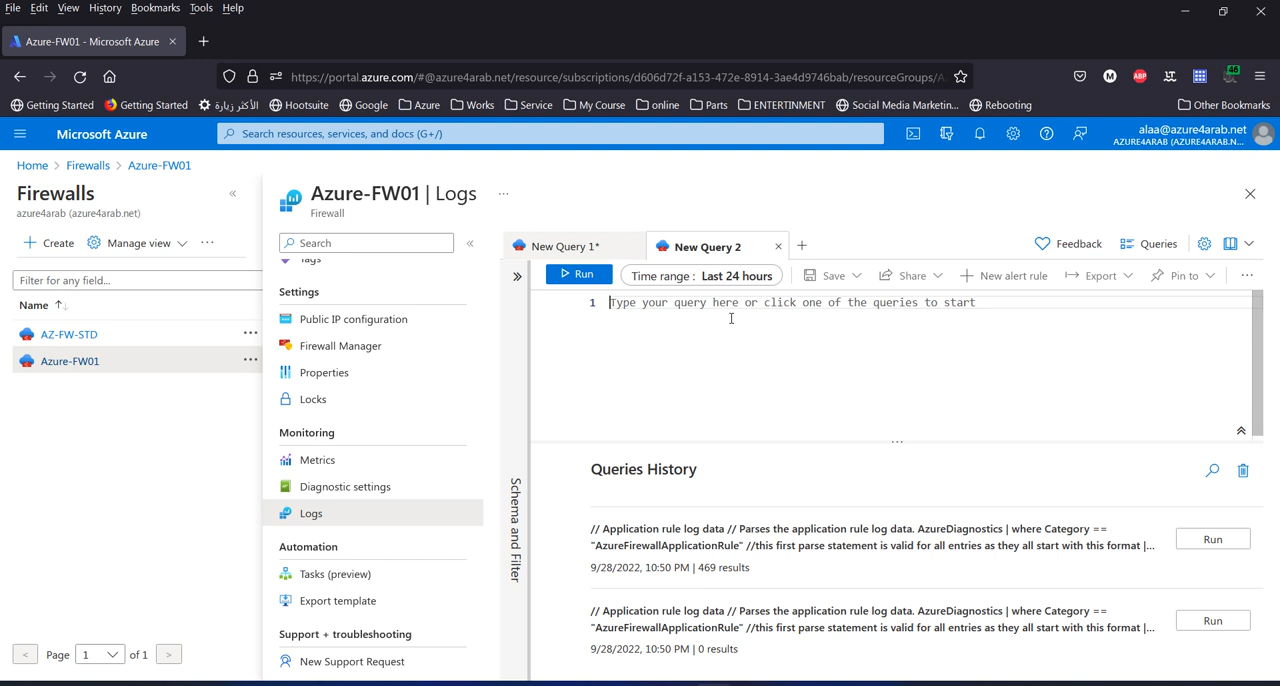 File Edit View History Bookmarks Tools Help
Azure-FW01 - Microsoft Azure
https://portal.azure.com/#@azure4arab.net/resource/subscriptions/d606d72f-a153-472e-8914-3ae4d9746bab/resourceGroups/A
M ABP 46
Getting Started Getting Started الأكثر زيارة Hootsuite Google Azure Works Service My Course online Parts ENTERTAINMENT Social Media Marketin... Rebooting Other Bookmarks
Microsoft Azure Search resources, services, and docs (G+/) alaa@azure4arab.net
AZURE4ARAB (AZURE4ARAB.N...
Home > Firewalls > Azure-FW01
Firewalls
azure4arab (azure4arab.net)
Create Manage view ...
Filter for any field...
Name ↑↓
AZ-FW-STD ...
Azure-FW01 ...
< Page 1 of 1 >
Azure-FW01 | Logs ...
Firewall
Search
Tags
Settings
Public IP configuration
Firewall Manager
Properties
Locks
Monitoring
Metrics
Diagnostic settings
Logs
Automation
Tasks (preview)
Export template
Support + troubleshooting
New Support Request
New Query 1* New Query 2 Feedback Queries
Run Time range : Last 24 hours Save Share New alert rule Export Pin to ...
1 Type your query here or click one of the queries to start
Schema and Filter
Queries History
// Application rule log data // Parses the application rule log data. AzureDiagnostics | where Category ==
"AzureFirewallApplicationRule" //this first parse statement is valid for all entries as they all start with this format |...
Run
9/28/2022, 10:50 PM | 469 results
// Application rule log data // Parses the application rule log data. AzureDiagnostics | where Category ==
"AzureFirewallApplicationRule" //this first parse statement is valid for all entries as they all start with this format |...
Run
9/28/2022, 10:50 PM | 0 results